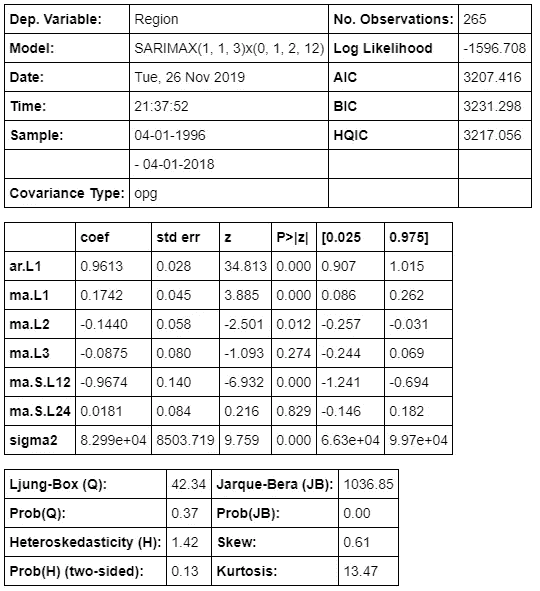 Dep. Variable: Region No. Observations: 265
Model: SARIMAX(1, 1, 3)x(0, 1, 2, 12) Log Likelihood -1596.708
Date: Tue, 26 Nov 2019 AIC 3207.416
Time: 21:37:52 BIC 3231.298
Sample: 04-01-1996 HQIC 3217.056
- 04-01-2018
Covariance Type: opg
coef std err z P>|z| [0.025 0.975]
ar.L1 0.9613 0.028 34.813 0.000 0.907 1.015
ma.L1 0.1742 0.045 3.885 0.000 0.086 0.262
ma.L2 -0.1440 0.058 -2.501 0.012 -0.257 -0.031
ma.L3 -0.0875 0.080 -1.093 0.274 -0.244 0.069
ma.S.L12 -0.9674 0.140 -6.932 0.000 -1.241 -0.694
ma.S.L24 0.0181 0.084 0.216 0.829 -0.146 0.182
sigma2 8.299e+04 8503.719 9.759 0.000 6.63e+04 9.97e+04
Ljung-Box (Q): 42.34 Jarque-Bera (JB): 1036.85
Prob(Q): 0.37 Prob(JB): 0.00
Heteroskedasticity (H): 1.42 Skew: 0.61
Prob(H) (two-sided): 0.13 Kurtosis: 13.47